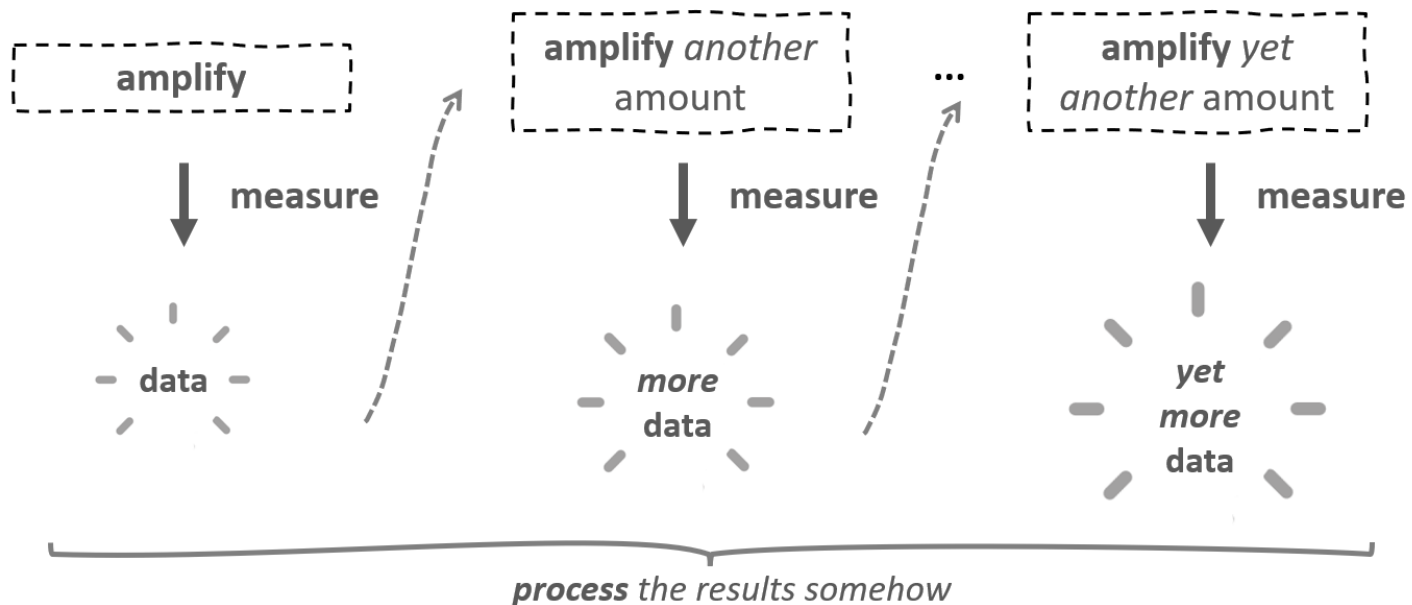 amplify
measure
data
amplify another
amount
measure
more
data
...
amplify yet
another amount
measure
yet
more
data
process the results somehow